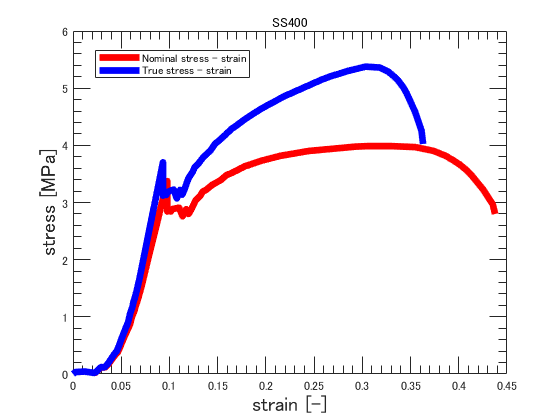 SS400
6
Nominal stress - strain
True stress - strain
5
4
3
2
1
0
stress [MPa]
0 0.05 0.1 0.15 0.2 0.25 0.3 0.35 0.4 0.45
strain [-]